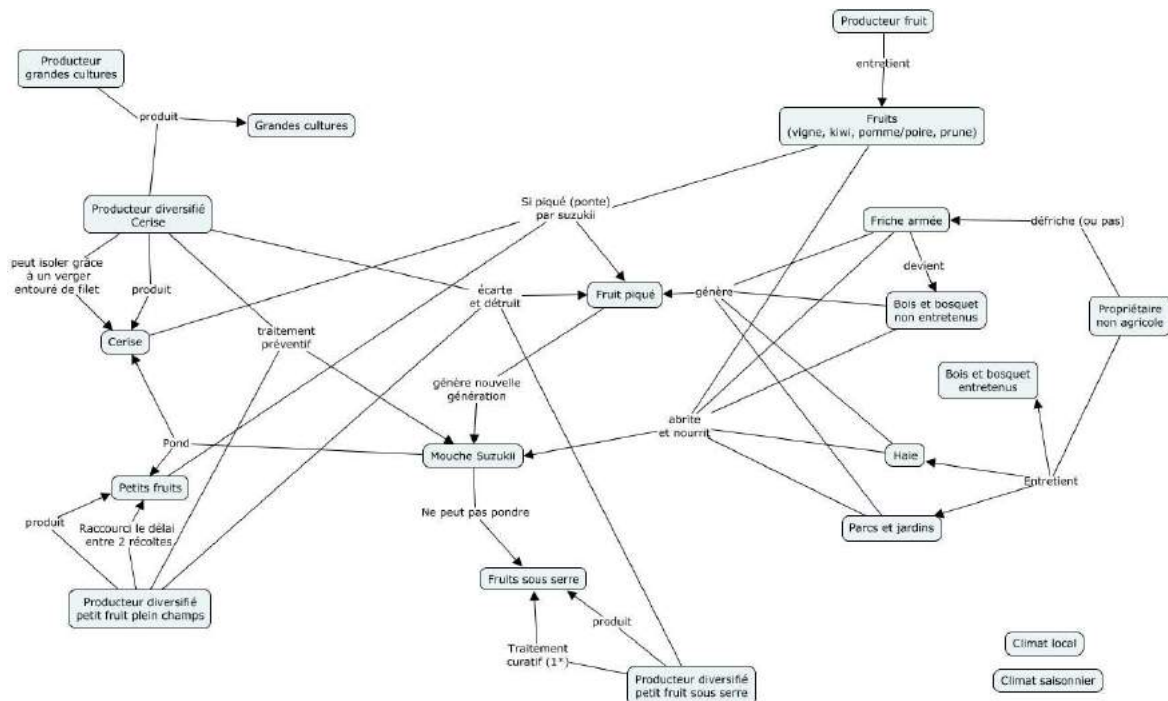 Producteur fruit
Producteur
grandes cultures
entretient
produit
Grandes cultures
Fruits
(vigne, kiwi, pomme/poire, prune)
Producteur diversifié
Cerise
Si piqué (ponte)
par suzukii
Friche armée
défriche (ou pas)
peut isoler grâce
à un verger
entouré de filet
produit
écarte
et détruit
Fruit piqué
génère
devient
Bois et bosquet
non entretenus
Propriétaire
non agricole
Cerise
traitement
préventif
Bois et bosquet
entretenus
génère nouvelle
génération
abrite
et nourrit
Pond
Mouche Suzukii
Haie
Petits fruits
Entretient
produit
Raccourci le délai
entre 2 récoltes
Ne peut pas pondre
Parcs et jardins
Fruits sous serre
Producteur diversifié
petit fruit plein champs
produit
Traitement
curatif (1*)
Producteur diversifié
petit fruit sous serre
Climat local
Climat saisonnier